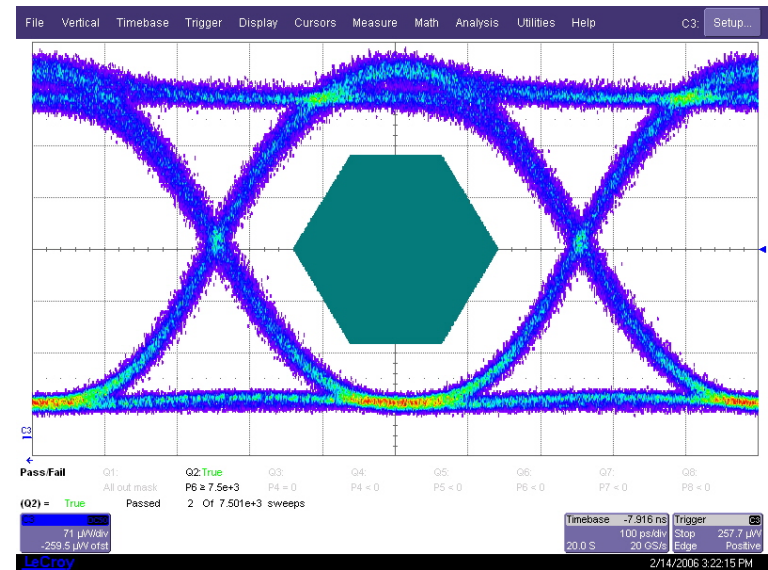 File Vertical Timebase Trigger Display Cursors Measure Math Analysis Utilities Help C3: Setup...
C3
Pass/Fail Q1: Q2:True Q3: Q4: Q5: Q6: Q7: Q8:
All out mask P6 ≥ 7.5e+3 P4 < 0 P4 < 0 P5 < 0 P6 < 0 P7 < 0 P8 < 0
(Q2) = True Passed 2 Of 7.501e+3 sweeps
C3
71 µW/div
-259.5 µW ofst
Timebase -7.916 ns
100 ps/div
20.0 S 20 GS/s
Trigger C3
Stop 257.7 µW
Edge Positive
LeCroy
2/14/2006 3:22:15 PM